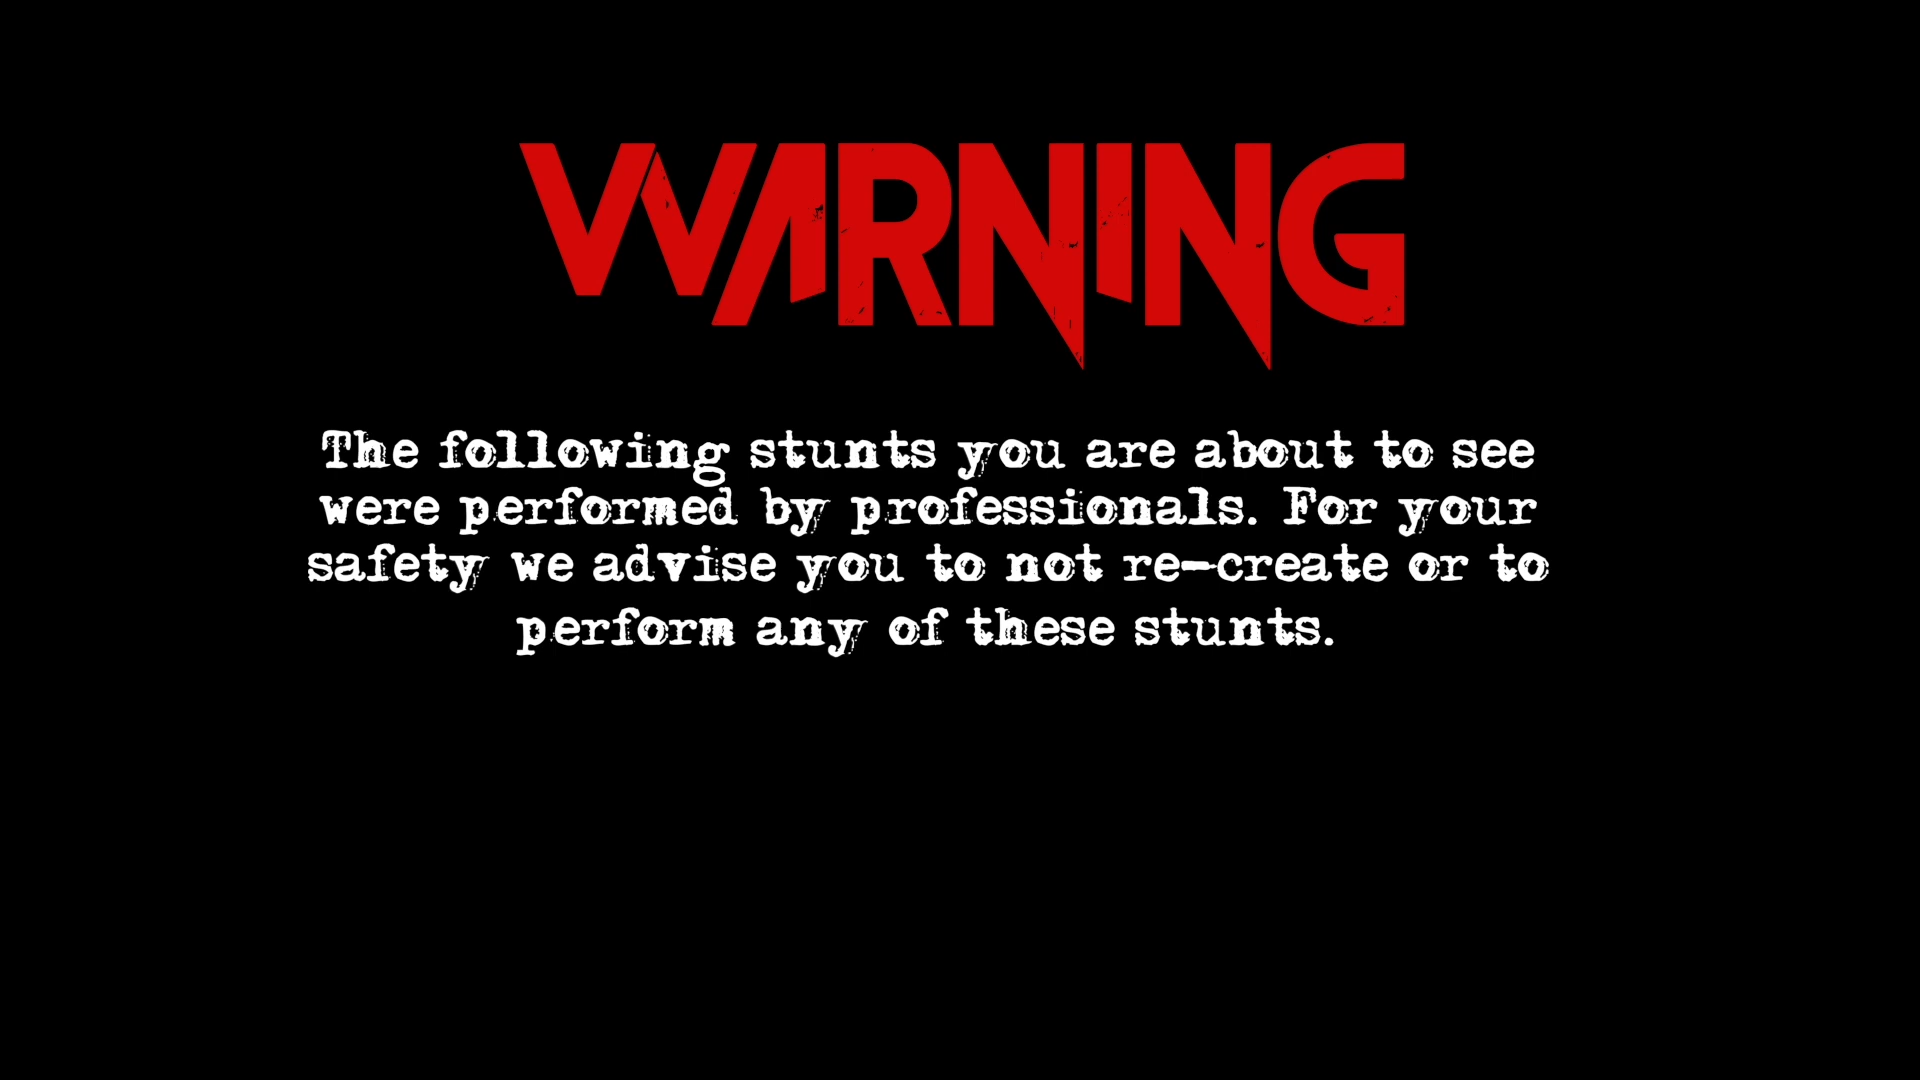 WARNING
The following stunts you are about to see
were performed by professionals. For your
safety we advise you to not re-create or to
perform any of these stunts.